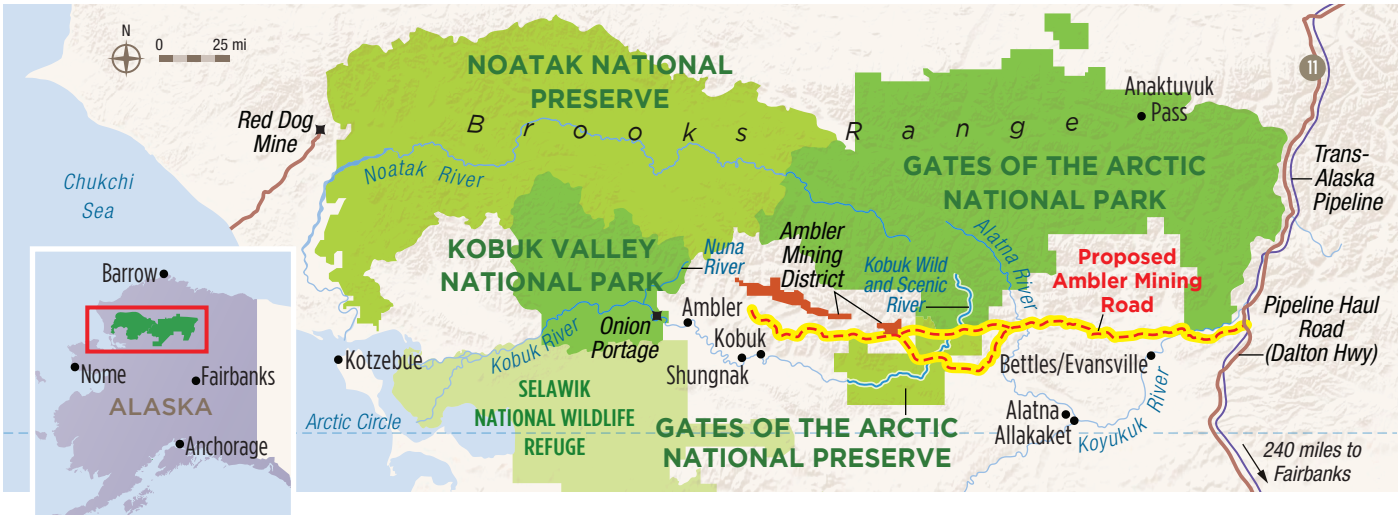 N
0 25 mi
NOATAK NATIONAL
PRESERVE
Brooks Range
Anaktuvuk
Pass
11
Red Dog
Mine
Noatak River
GATES OF THE ARCTIC
NATIONAL PARK
Trans-
Alaska
Pipeline
Chukchi
Sea
KOBUK VALLEY
NATIONAL PARK
Nuna
River
Ambler
Mining
District
Kobuk Wild
and Scenic
River
Alatna River
Proposed
Ambler Mining
Road
Ambler
Onion
Portage
Kobuk River
Kobuk
Shungnak
Kotzebue
Bettles/Evansville
Pipeline Haul
Road
(Dalton Hwy)
SELAWIK
NATIONAL WILDLIFE
REFUGE
Arctic Circle
GATES OF THE ARCTIC
NATIONAL PRESERVE
Alatna
Allakaket
Koyukuk River
240 miles to
Fairbanks
Barrow
Nome
Fairbanks
ALASKA
Anchorage